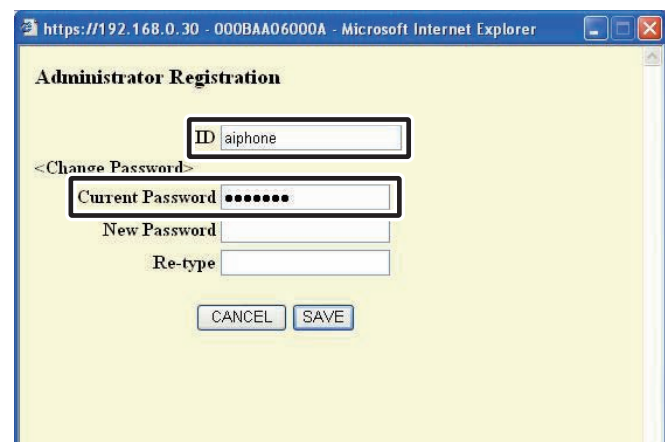 https://192.168.0.30 - 000BAA06000A - Microsoft Internet Explorer
Administrator Registration
ID aiphone
<Change Password>
Current Password •••••••
New Password
Re-type
CANCEL SAVE